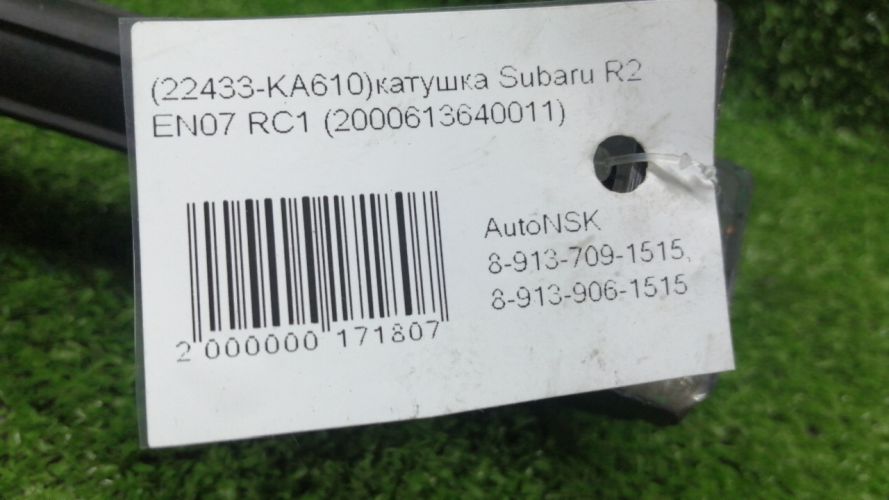 (22433-KA610)катушка Subaru R2
EN07 RC1 (2000613640011)
AutoNSK
8-913-709-1515,
8-913-906-1515
2 000000 171807